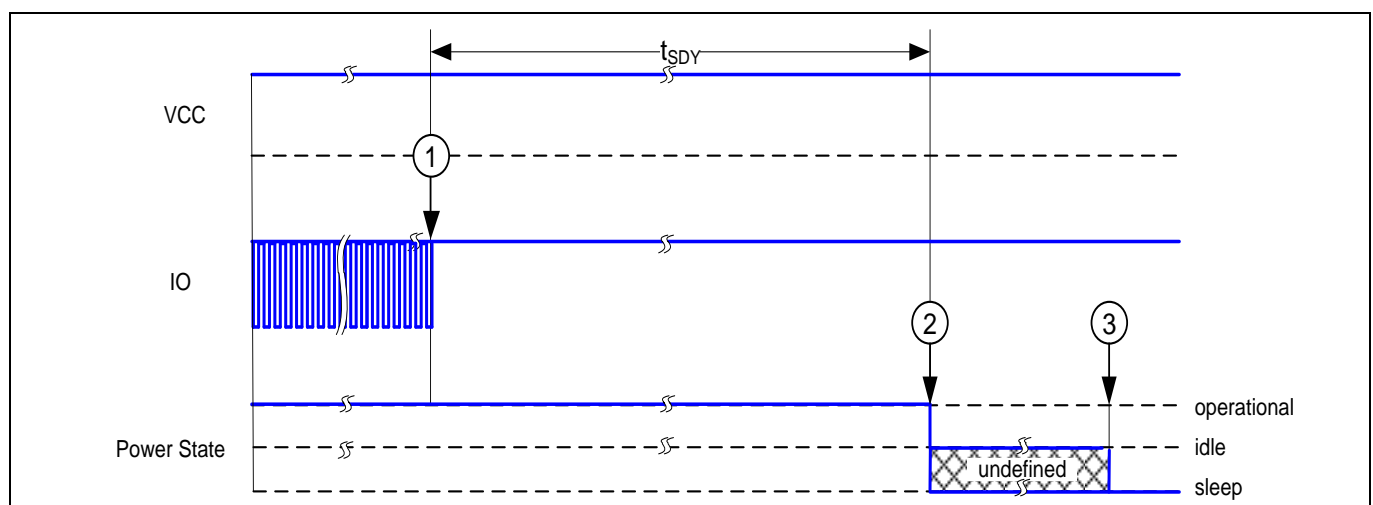 tSDY
VCC
1
IO
2
3
operational
Power State
idle
undefined
sleep